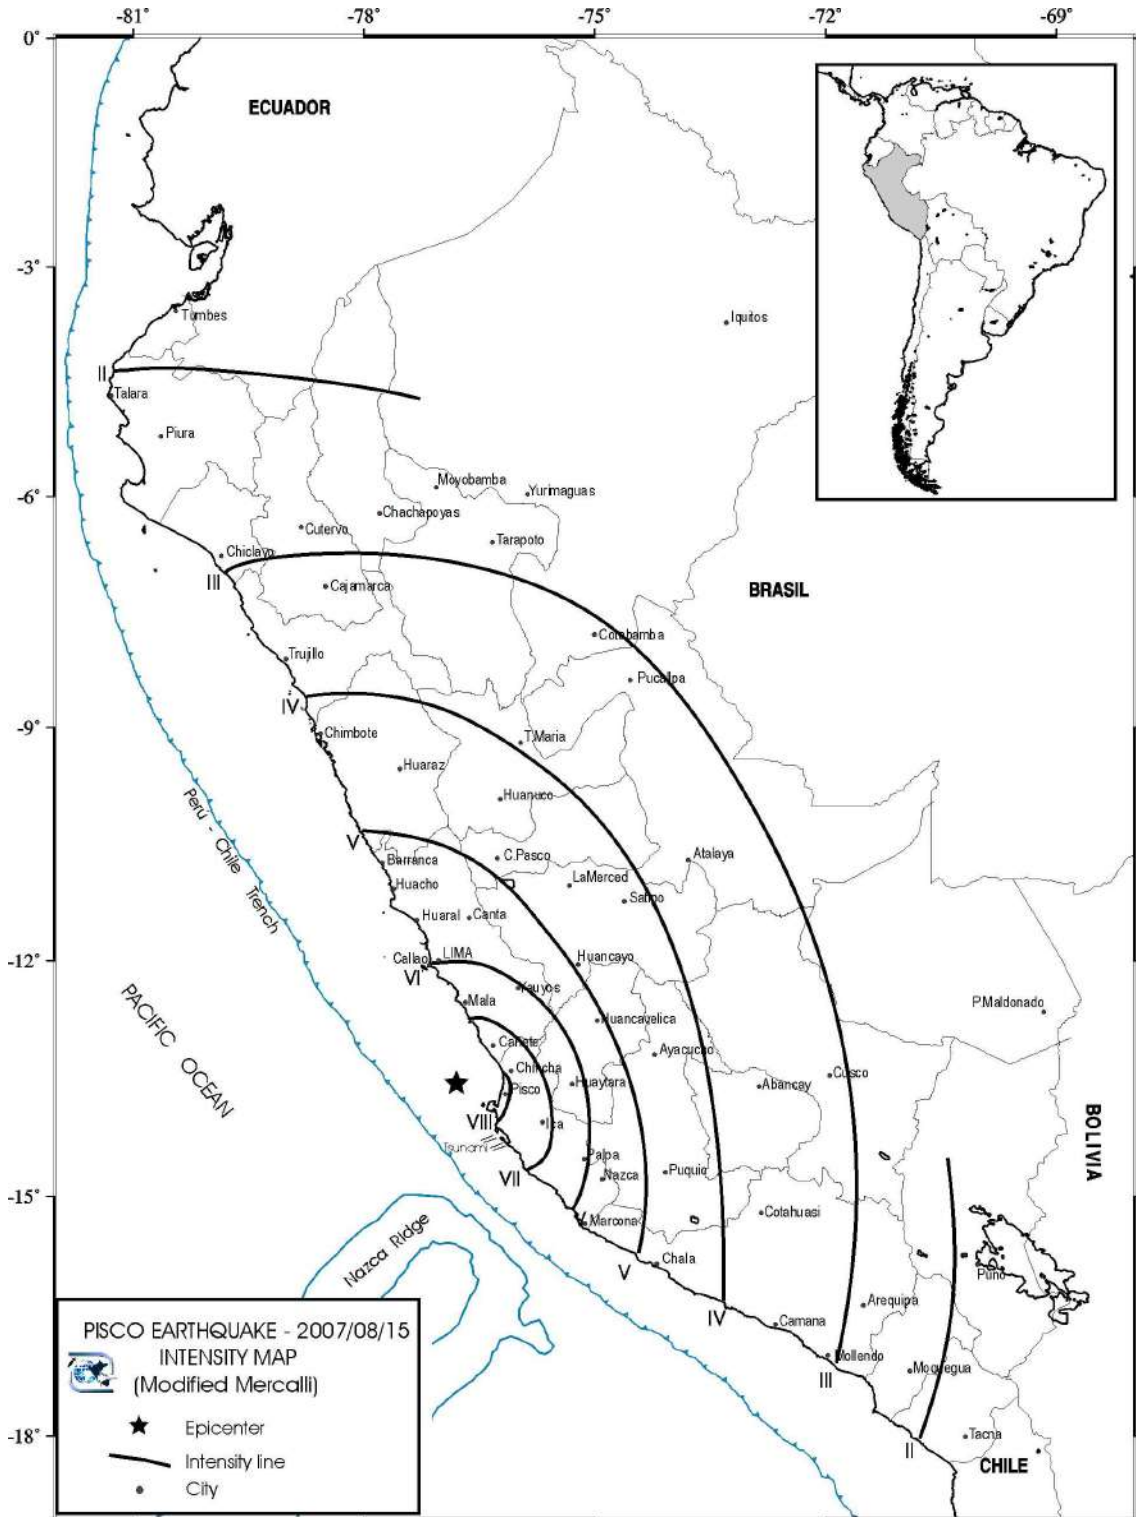 -81° -78° -75° -72° -69°
0°
ECUADOR
-3°
Tumbes
Iquitos
II
Talara
Piura
Moyobamba
Yurimaguas
-6°
Chachapoyas
Cutervo
Tarapoto
Chiclayo
III
Cajamarca
BRASIL
Cotabamba
Trujillo
Pucallpa
IV
-9°
Chimbote
T.Maria
Huaraz
Perú - Chile Trench
Huanuco
V
Barranca
C.Pasco
Atalaya
Huacho
LaMerced
Satipo
Huaral
Canta
-12°
Callao
LIMA
Huancayo
VI
Mala
Yauyos
P.Maldonado
PACIFIC OCEAN
Huancavelica
Cañete
Ayacucho
Chincha
Cusco
Pisco
Huaytara
Abancay
VIII
Ica
BOLIVIA
Tsunami
Palpa
VII
Nazca
Puquio
-15°
Marcona
Cotahuasi
Nazca Ridge
V
Chala
Puno
Arequipa
IV
Camana
Mollendo
III
Moquegua
-18°
II
Tacna
CHILE
PISCO EARTHQUAKE - 2007/08/15
INTENSITY MAP
(Modified Mercalli)
Epicenter
Intensity line
City